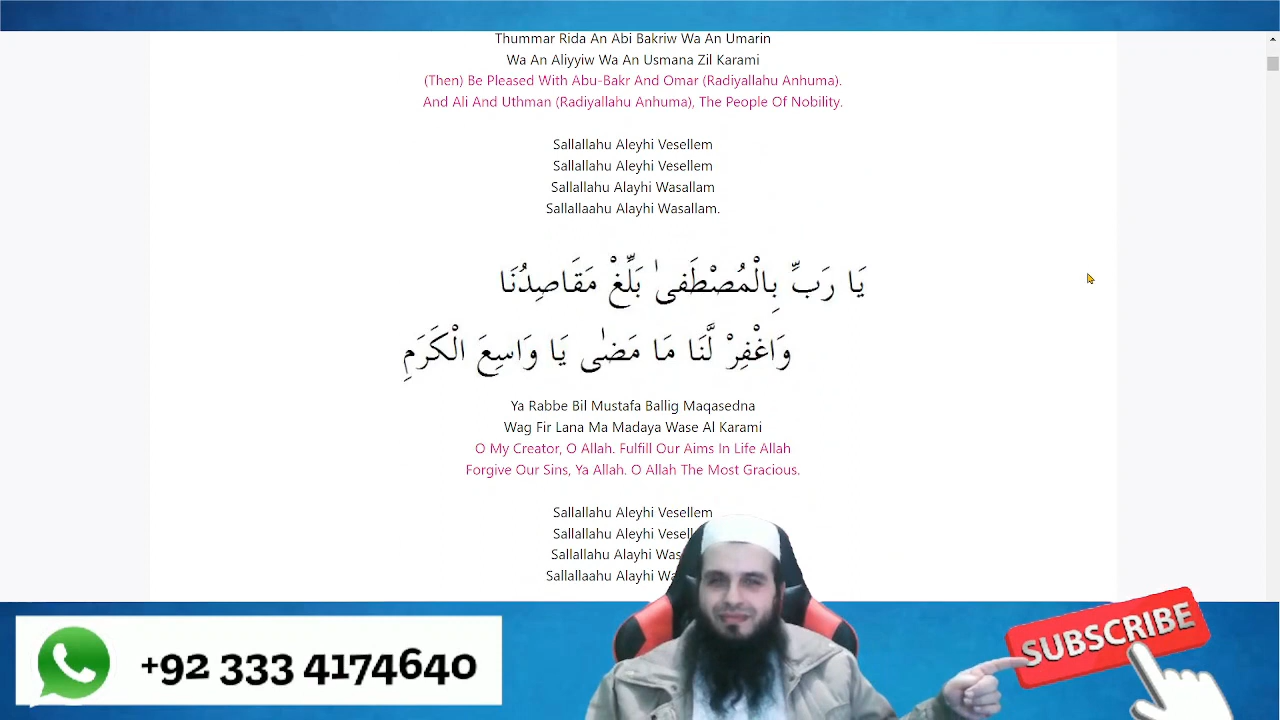 Thummar Rida An Abi Bakriw Wa An Umarin
Wa An Aliyyiw Wa An Usmana Zil Karami
(Then) Be Pleased With Abu-Bakr And Omar (Radiyallahu Anhuma).
And Ali And Uthman (Radiyallahu Anhuma), The People Of Nobility.
Sallallahu Aleyhi Vesellem
Sallallahu Aleyhi Vesellem
Sallallahu Alayhi Wasallam
Sallallaahu Alayhi Wasallam.
يَا رَبِّ بِالْمُصْطَفىٰ بَلِّغْ مَقَاصِدُنَا
وَاغْفِرْ لَّنَا مَا مَضٰى يَا وَاسِعَ الْكَرَمِ
Ya Rabbe Bil Mustafa Ballig Maqasedna
Wag Fir Lana Ma Madaya Wase Al Karami
O My Creator, O Allah. Fulfill Our Aims In Life Allah
Forgive Our Sins, Ya Allah. O Allah The Most Gracious.
Sallallahu Aleyhi Vesellem
Sallallahu Aleyhi
Sallallahu Alayhi
Sallallaahu Alayhi
+92 333 4174640
SUBSCRIBE